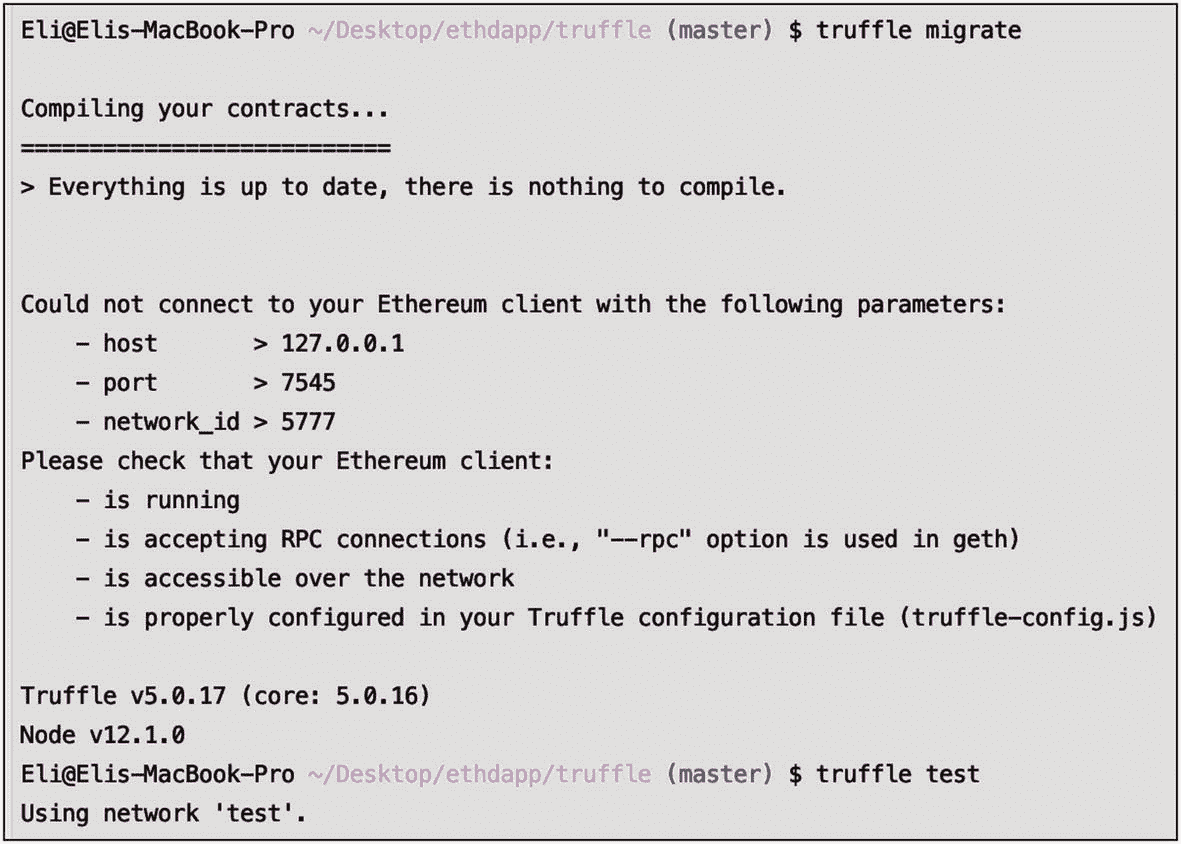 Eli@Elis-MacBook-Pro ~/Desktop/ethdapp/truffle (master) $ truffle migrate
Compiling your contracts...
===========================
> Everything is up to date, there is nothing to compile.
Could not connect to your Ethereum client with the following parameters:
    - host       > 127.0.0.1
    - port       > 7545
    - network_id > 5777
Please check that your Ethereum client:
    - is running
    - is accepting RPC connections (i.e., "--rpc" option is used in geth)
    - is accessible over the network
    - is properly configured in your Truffle configuration file (truffle-config.js)
Truffle v5.0.17 (core: 5.0.16)
Node v12.1.0
Eli@Elis-MacBook-Pro ~/Desktop/ethdapp/truffle (master) $ truffle test
Using network 'test'.